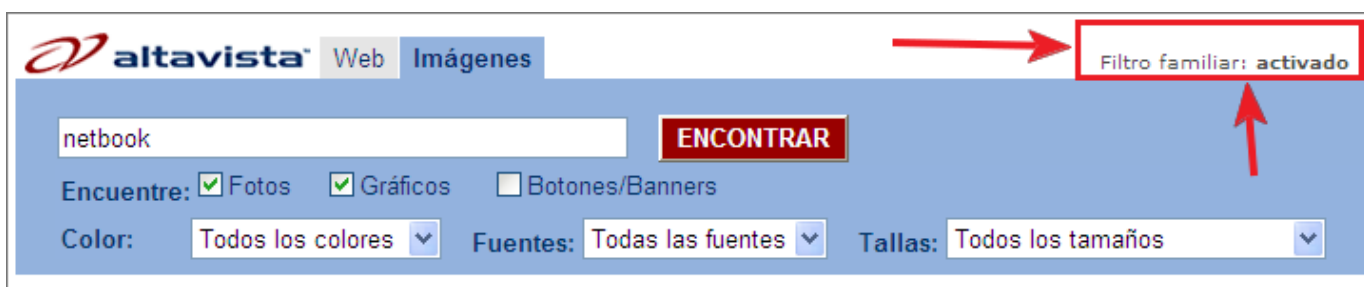 altavista Web Imágenes Filtro familiar: activado
netbook ENCONTRAR
Encuentre: Fotos Gráficos Botones/Banners
Color: Todos los colores Fuentes: Todas las fuentes Tallas: Todos los tamaños